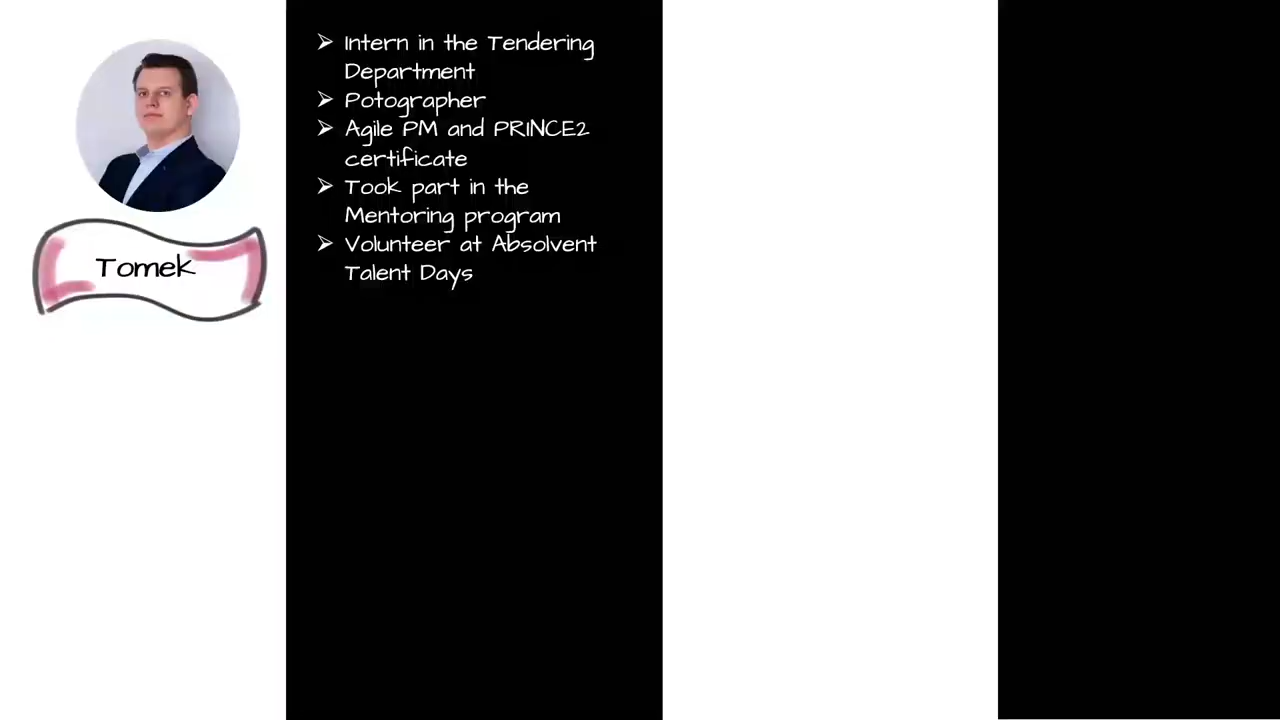 Tomek
➢ Intern in the Tendering
Department
➢ Potographer
➢ Agile PM and PRINCE2
certificate
➢ Took part in the
Mentoring program
➢ Volunteer at Absolvent
Talent Days